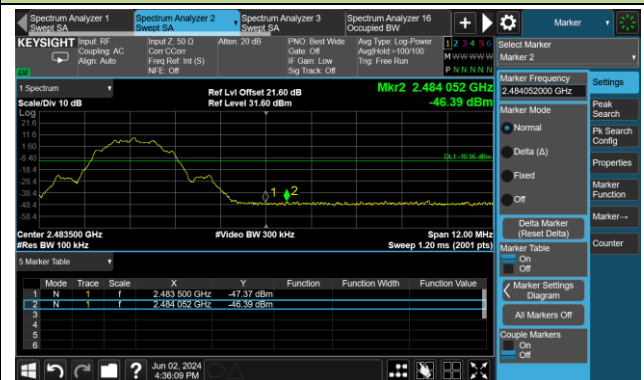 Spectrum Analyzer 1
Swept SA
Spectrum Analyzer 2
Swept SA
Spectrum Analyzer 3
Swept SA
Spectrum Analyzer 16
Occupied BW
Marker
KEYSIGHT
Input: RF
Coupling: AC
Align: Auto
Input Z: 50 Ω
Corr CCorr
Freq Ref: Int (S)
NFE: Off
Atten: 20 dB
PNO: Best Wide
Gate: Off
IF Gain: Low
Sig Track: Off
Avg Type: Log-Power
Avg|Hold:>100/100
Trig: Free Run
1 2 3 4 5 6
M W W W W W
P N N N N N
Select Marker
Marker 2
LXI
1 Spectrum
Ref Lvl Offset 21.60 dB
Mkr2 2.484 052 GHz
Scale/Div 10 dB
Ref Level 31.60 dBm
-46.39 dBm
Log
21.6
11.6
1.60
-8.40
DL1 -10.96 dBm
-18.4
-28.4
-38.4
-48.4
-58.4
1
2
Center 2.483500 GHz
#Video BW 300 kHz
Span 12.00 MHz
#Res BW 100 kHz
Sweep 1.20 ms (2001 pts)
5 Marker Table
Mode Trace Scale X Y Function Function Width Function Value
1 N 1 f 2.483 500 GHz -47.37 dBm
2 N 1 f 2.484 052 GHz -46.39 dBm
3
4
5
6
Marker Frequency
2.484052000 GHz
Marker Mode
Normal
Delta (Δ)
Fixed
Off
Delta Marker
(Reset Delta)
Marker Table
On
Off
Marker Settings
Diagram
All Markers Off
Couple Markers
On
Off
Settings
Peak
Search
Pk Search
Config
Properties
Marker
Function
Marker→
Counter
?
Jun 02, 2024
4:36:09 PM